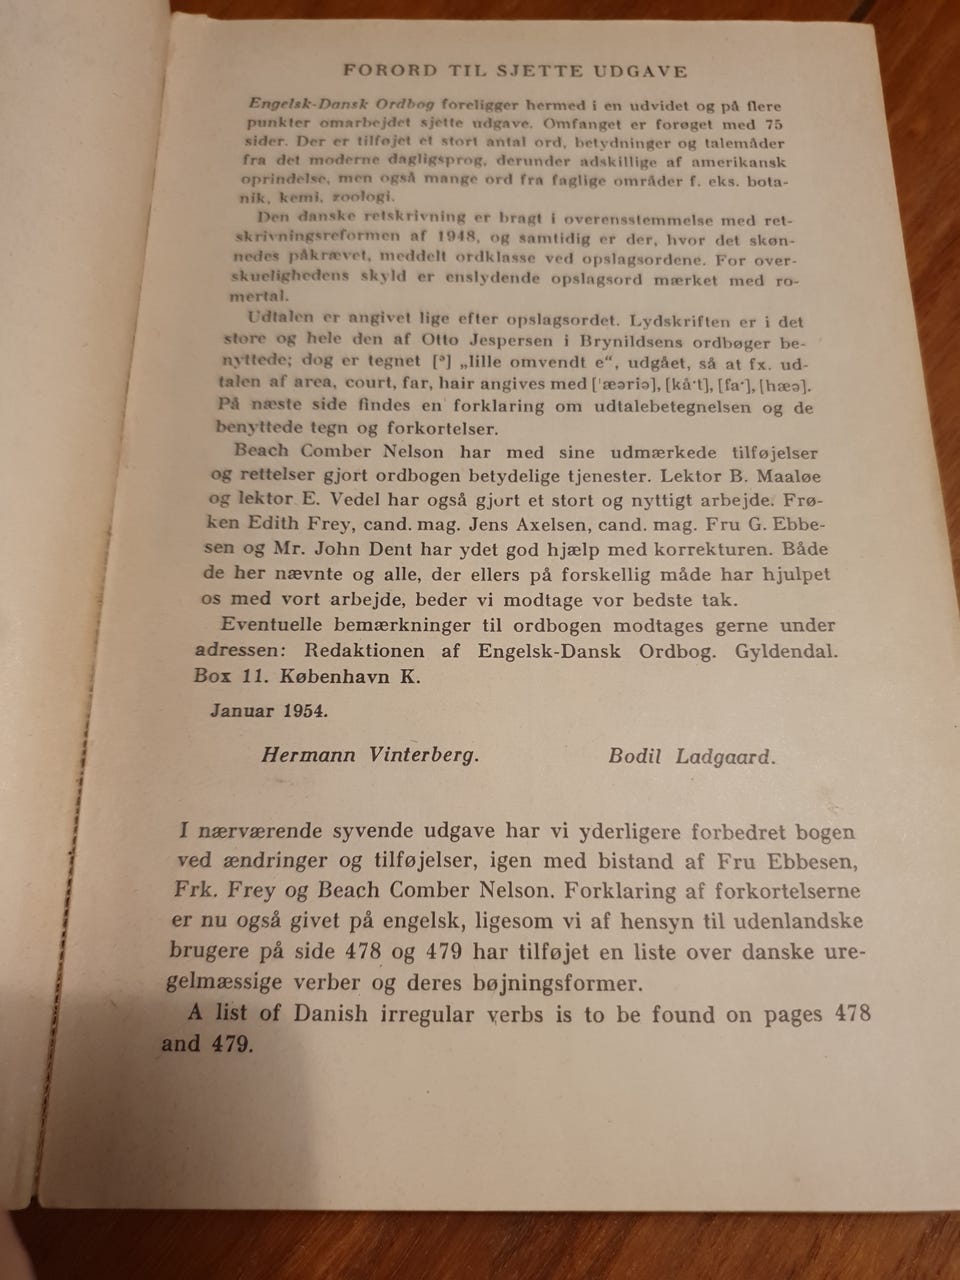 FORORD TIL SJETTE UDGAVE
Engelsk-Dansk Ordbog foreligger hermed i en udvidet og på flere
punkter omarbejdet sjette udgave. Omfanget er forøget med 75
sider. Der er tilføjet et stort antal ord, betydninger og talemåder
fra det moderne dagligsprog, derunder adskillige af amerikansk
oprindelse, men også mange ord fra faglige områder f. eks. bota-
nik, kemi, zoologi.
Den danske retskrivning er bragt i overensstemmelse med ret-
skrivningsreformen af 1948, og samtidig er der, hvor det skøn-
nedes påkrævet, meddelt ordklasse ved opslagsordene. For over-
skuelighedens skyld er enslydende opslagsord mærket med ro-
mertal.
Udtalen er angivet lige efter opslagsordet. Lydskriften er i det
store og hele den af Otto Jespersen i Brynildsens ordbøger be-
nyttede; dog er tegnet [ᵊ] „lille omvendt e“, udgået, så at fx. ud-
talen af area, court, far, hair angives med [ˈæəriə], [kå·t], [fa·], [hæə].
På næste side findes en forklaring om udtalebetegnelsen og de
benyttede tegn og forkortelser.
Beach Comber Nelson har med sine udmærkede tilføjelser
og rettelser gjort ordbogen betydelige tjenester. Lektor B. Maaløe
og lektor E. Vedel har også gjort et stort og nyttigt arbejde. Frø-
ken Edith Frey, cand. mag. Jens Axelsen, cand. mag. Fru G. Ebbe-
sen og Mr. John Dent har ydet god hjælp med korrekturen. Både
de her nævnte og alle, der ellers på forskellig måde har hjulpet
os med vort arbejde, beder vi modtage vor bedste tak.
Eventuelle bemærkninger til ordbogen modtages gerne under
adressen: Redaktionen af Engelsk-Dansk Ordbog. Gyldendal.
Box 11. København K.
Januar 1954.
Hermann Vinterberg. Bodil Ladgaard.
I nærværende syvende udgave har vi yderligere forbedret bogen
ved ændringer og tilføjelser, igen med bistand af Fru Ebbesen,
Frk. Frey og Beach Comber Nelson. Forklaring af forkortelserne
er nu også givet på engelsk, ligesom vi af hensyn til udenlandske
brugere på side 478 og 479 har tilføjet en liste over danske ure-
gelmæssige verber og deres bøjningsformer.
A list of Danish irregular verbs is to be found on pages 478
and 479.